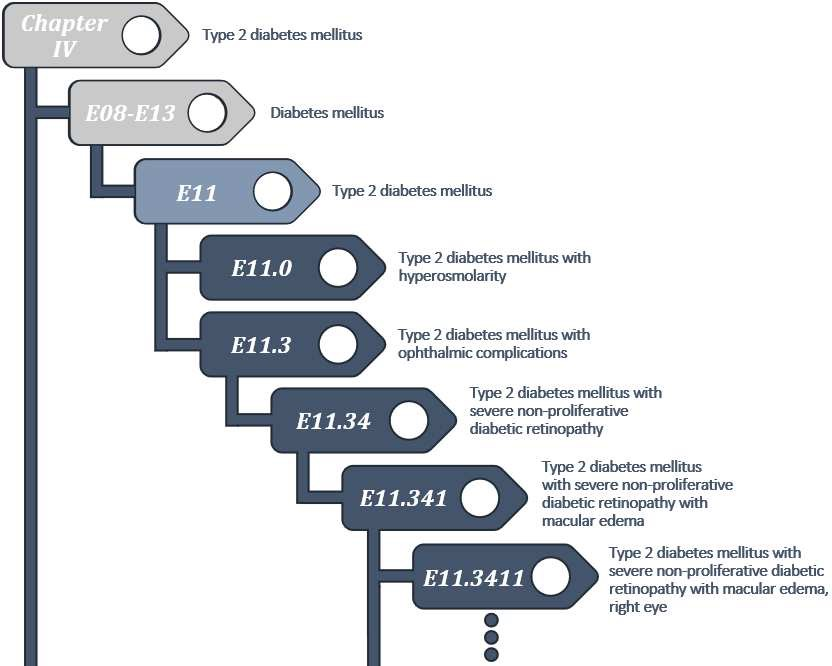 Chapter
IV
Type 2 diabetes mellitus
E08-E13
Diabetes mellitus
E11
Type 2 diabetes mellitus
E11.0
Type 2 diabetes mellitus with
hyperosmolarity
E11.3
Type 2 diabetes mellitus with
ophthalmic complications
E11.34
Type 2 diabetes mellitus with
severe non-proliferative
diabetic retinopathy
E11.341
Type 2 diabetes mellitus
with severe non-proliferative
diabetic retinopathy with
macular edema
E11.3411
Type 2 diabetes mellitus with
severe non-proliferative diabetic
retinopathy with macular edema,
right eye